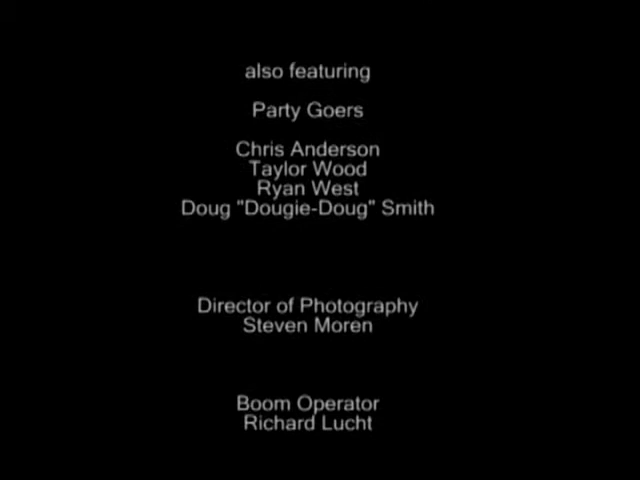 also featuring
Party Goers
Chris Anderson
Taylor Wood
Ryan West
Doug "Dougie-Doug" Smith
Director of Photography
Steven Moren
Boom Operator
Richard Lucht